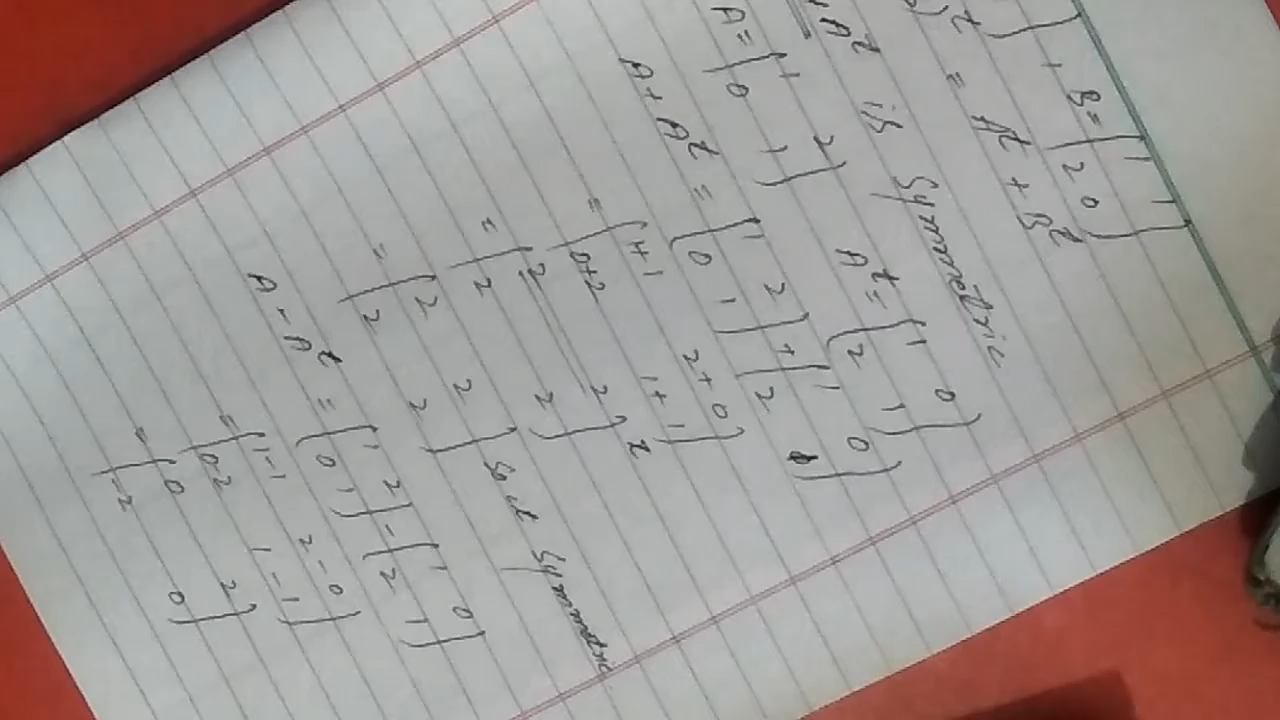 ] , B = [ 1 1
2 0 ]
)t = At + Bt
At is Symmetric
A = [ 1 2
0 1 ] At = [ 1 0
2 1 ]
A + At = [ 1 2
0 1 ] + [ 1 0
2 1 ]
= [ 1+1 2+0
0+2 1+1 ]
= [ 2 2
2 2 ]
= [ 2 2
2 2 ] So it Symmetric
A - At = [ 1 2
0 1 ] - [ 1 0
2 1 ]
= [ 1-1 2-0
0-2 1-1 ]
= [ 0 2
-2 0 ]